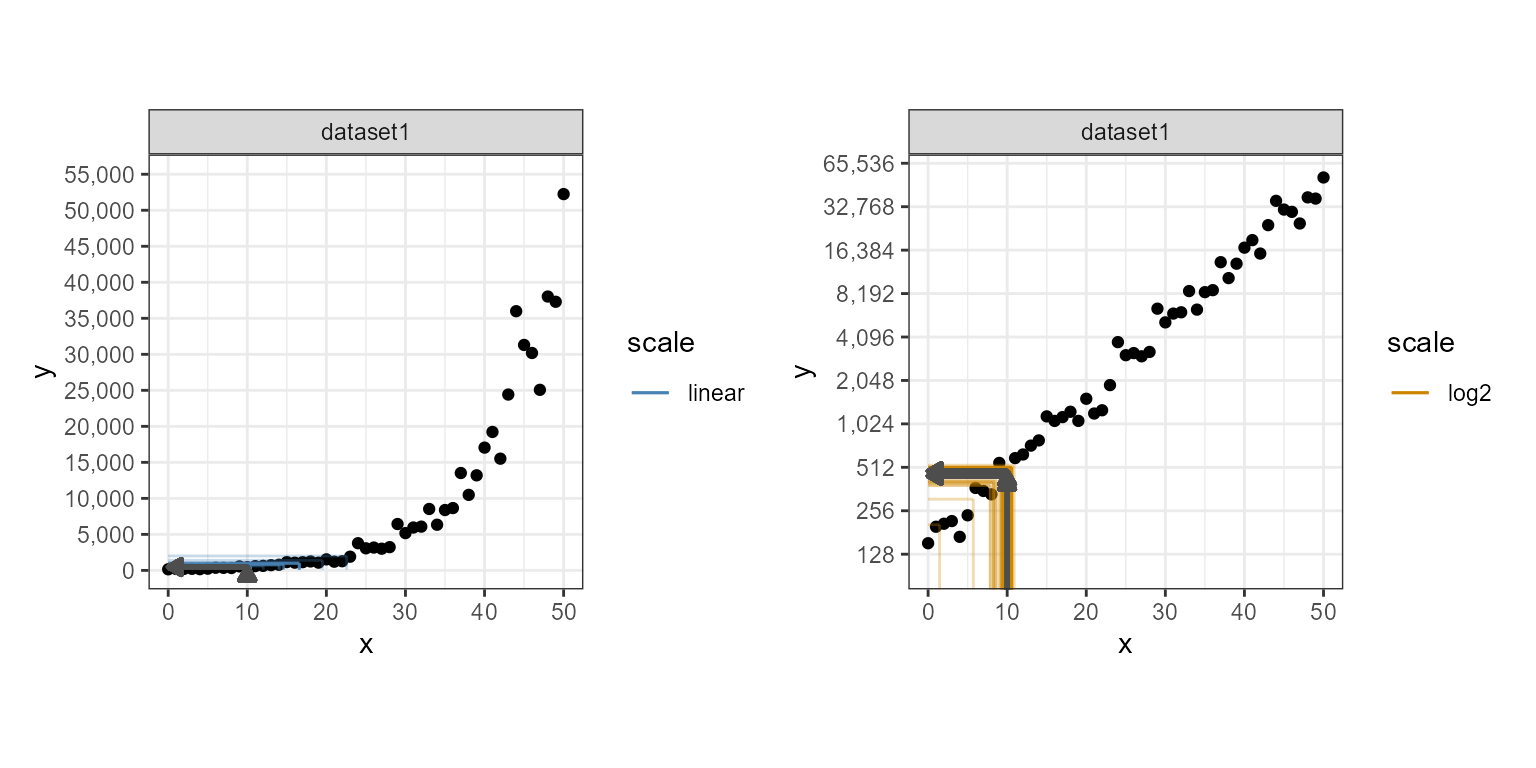 dataset1
55,000
50,000
45,000
40,000
35,000
30,000
25,000
20,000
15,000
10,000
5,000
0
y
0 10 20 30 40 50
x
scale
linear
dataset1
65,536
32,768
16,384
8,192
4,096
2,048
1,024
512
256
128
y
0 10 20 30 40 50
x
scale
log2